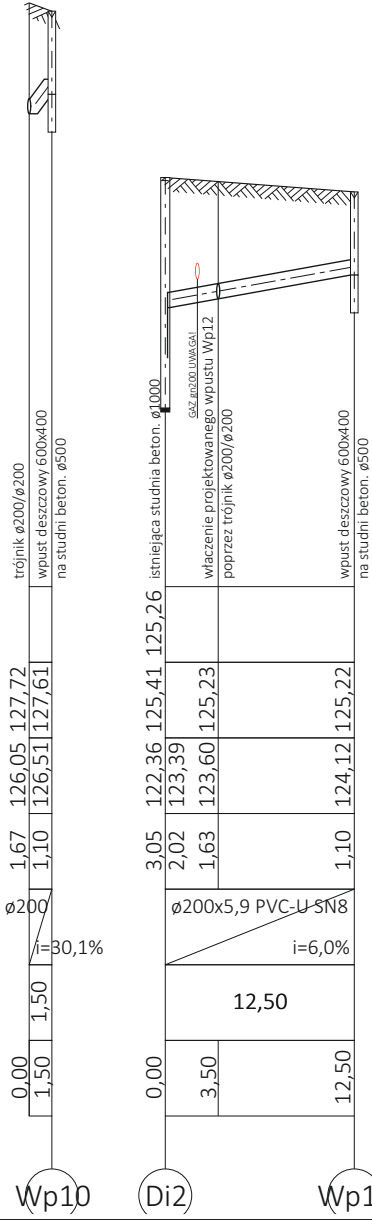 trójnik ø200/ø200
wpust deszczowy 600x400
na studni beton. ø500
istniejąca studnia beton. ø1000
GAZ gn200 UWAGA!
właczenie projektowanego wpustu Wp12
poprzez trójnik ø200/ø200
wpust deszczowy 600x400
na studni beton. ø500
125,26
127,72
127,61
125,41
125,23
125,22
126,05
126,51
122,36
123,39
123,60
124,12
1,67
1,10
3,05
2,02
1,63
1,10
ø200
i=30,1%
ø200x5,9 PVC-U SN8
i=6,0%
1,50
12,50
0,00
1,50
0,00
3,50
12,50
Wp10
Di2
Wp1